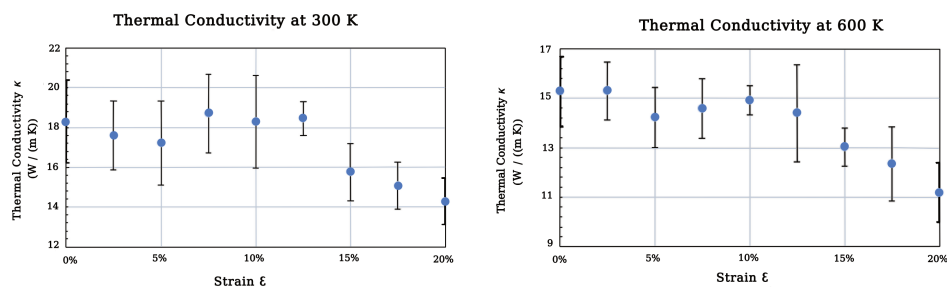 Thermal Conductivity at 300 K
Thermal Conductivity κ
(W / (m K))
22
20
18
16
14
12
0%
5%
10%
15%
20%
Strain ℇ
Thermal Conductivity at 600 K
Thermal Conductivity κ
(W / ((m K))
17
15
13
11
9
0%
5%
10%
15%
20%
Strain ℇ